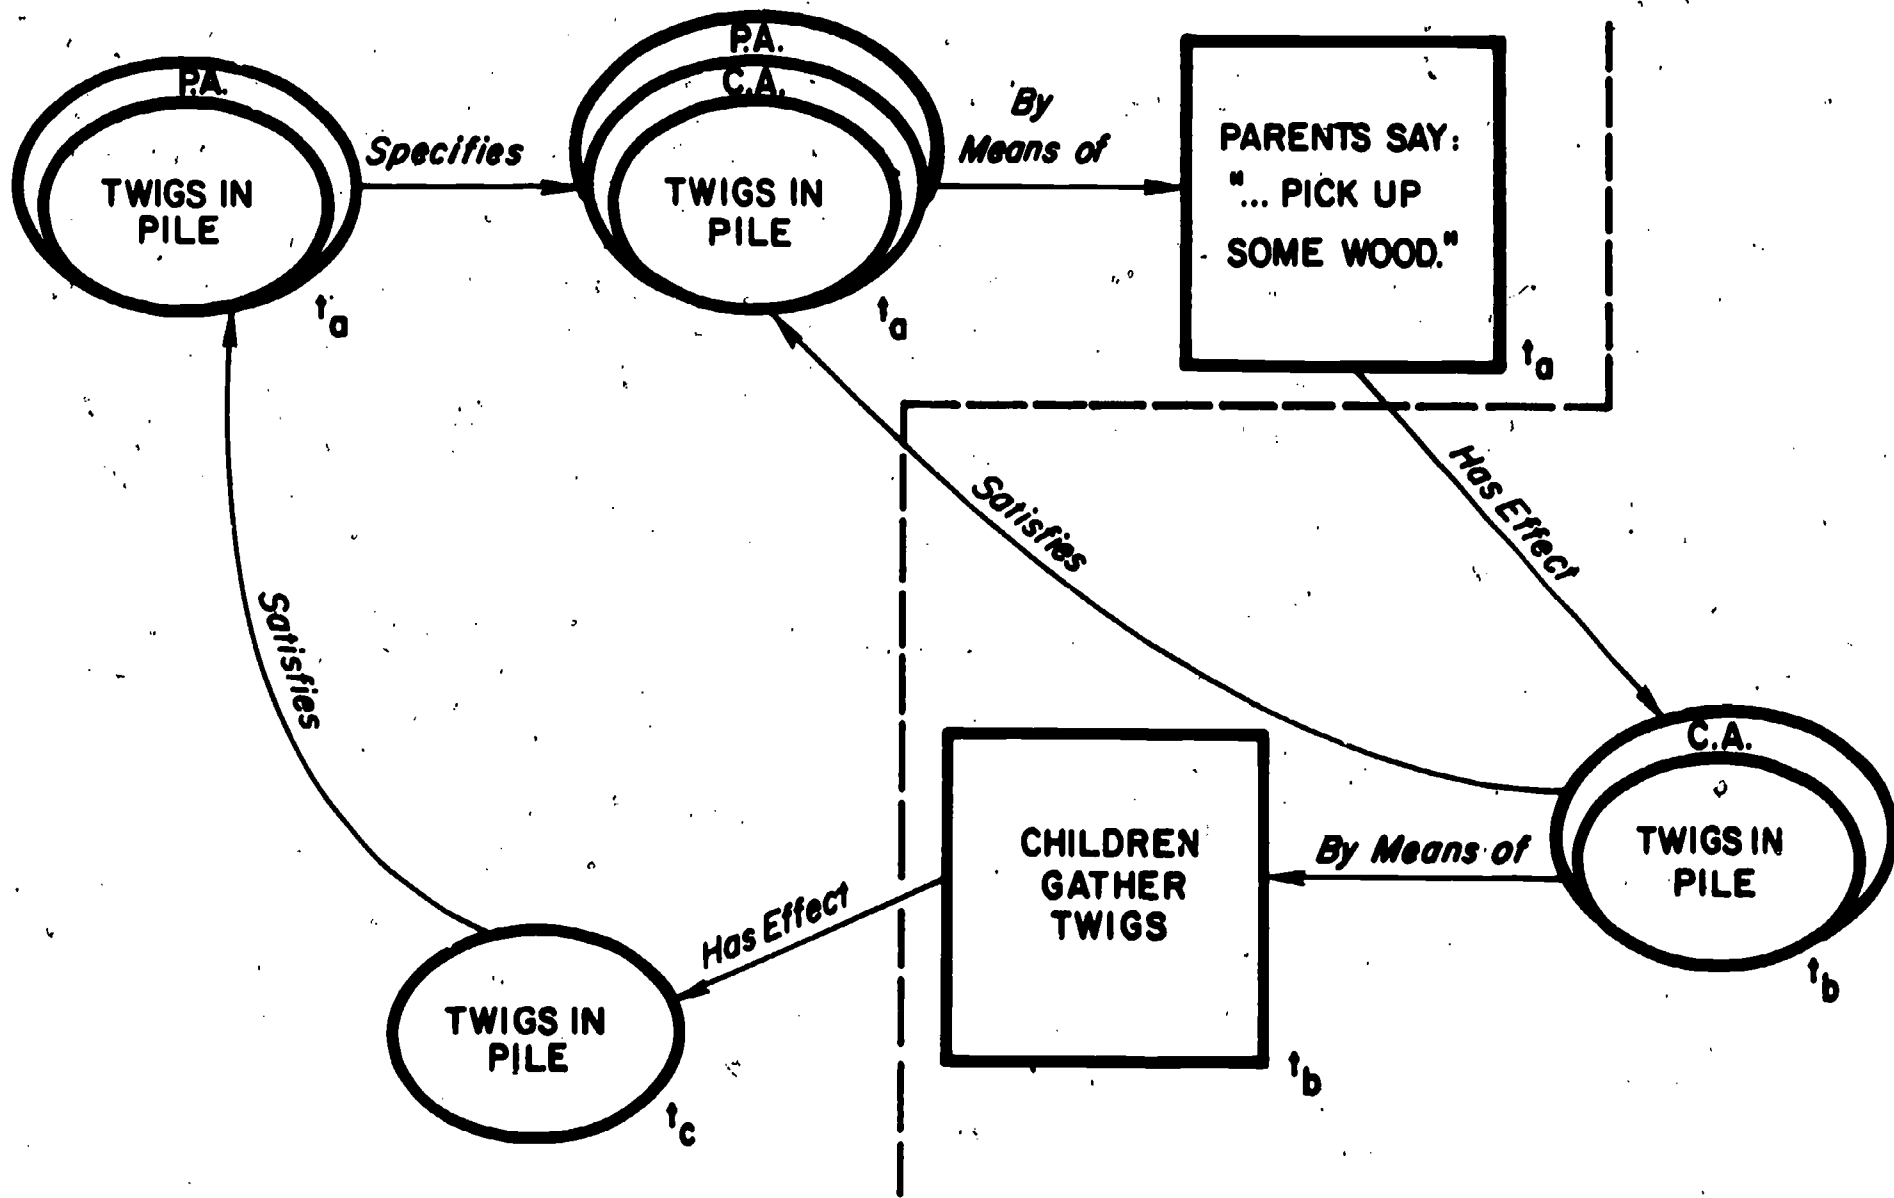 P.A.
TWIGS IN
PILE
ta
Specifies
P.A.
C.A.
TWIGS IN
PILE
ta
By
Means of
PARENTS SAY:
"... PICK UP
SOME WOOD."
ta
Has Effect
Satisfies
C.A.
TWIGS IN
PILE
tb
By Means of
CHILDREN
GATHER
TWIGS
tb
Has Effect
TWIGS IN
PILE
tc
Satisfies